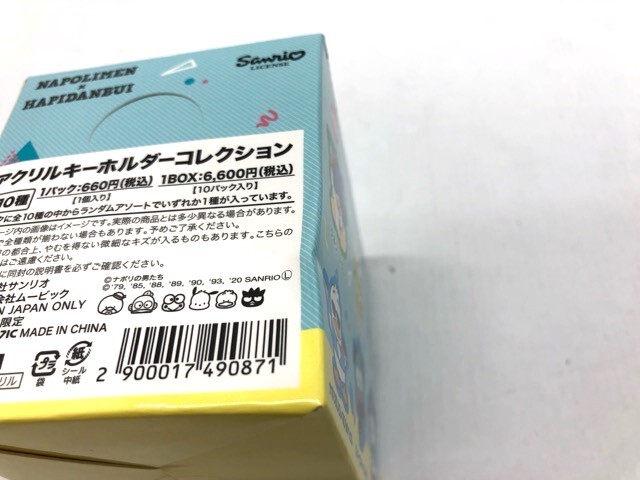 NAPOLIMEN
×
HAPIDANBUI
Sanrio
LICENSE
アクリルキーホルダーコレクション
10種
1パック:660円(税込) 1BOX:6,600円(税込)
[1個入り] [10パック入り]
クに全10種の中からランダムアソートでいずれか1種が入っています。
ージ内の画像はイメージです。実際の商品とは多少異なる場合があります。
で全種類が揃わない場合もあります。予めご了承ください。
の都合上、やむを得ない微細なキズが入るものもあります。こちらの
はご遠慮ください。
に同封の説明書を必ずご確認ください。
社サンリオ
会社ムービック
©ナポリの男たち
©'79, '85, '88, '89, '90, '93, '20 SANRIO Ⓛ
N JAPAN ONLY
限定
71C MADE IN CHINA
プラ
袋
紙
シール
中紙
リル
2 900017 490871